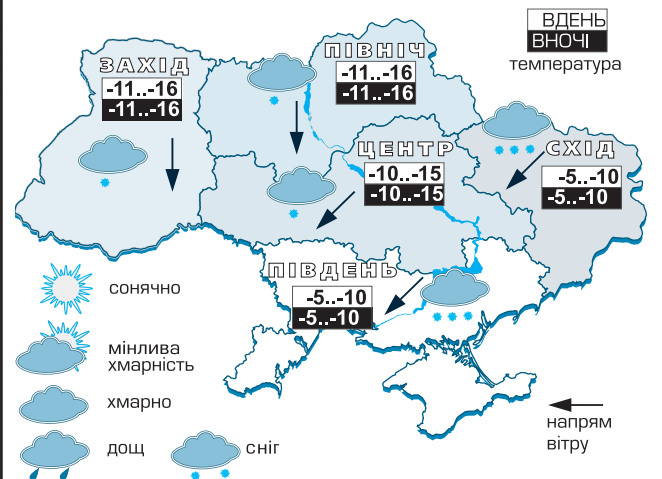 ВДЕНЬ
ВНОЧІ
температура
ЗАХІД
-11..-16
-11..-16
ПІВНІЧ
-11..-16
-11..-16
ЦЕНТР
-10..-15
-10..-15
СХІД
-5..-10
-5..-10
ПІВДЕНЬ
-5..-10
-5..-10
сонячно
мінлива
хмарність
хмарно
дощ
сніг
напрям
вітру